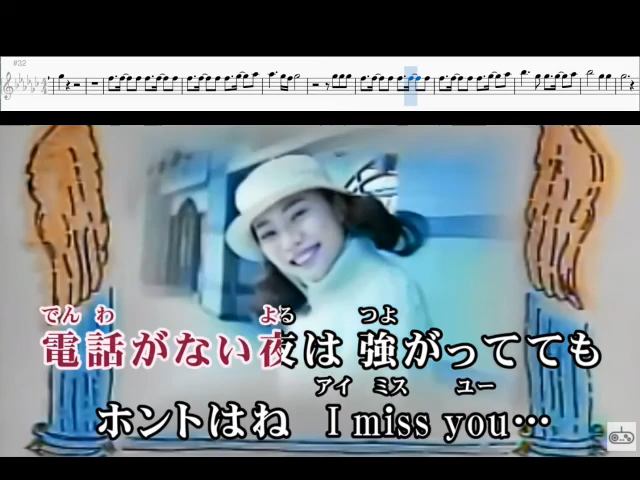 #32
でん わ よる つよ
電話がない夜は 強がってても
アイ ミス ユー
ホントはね I miss you…